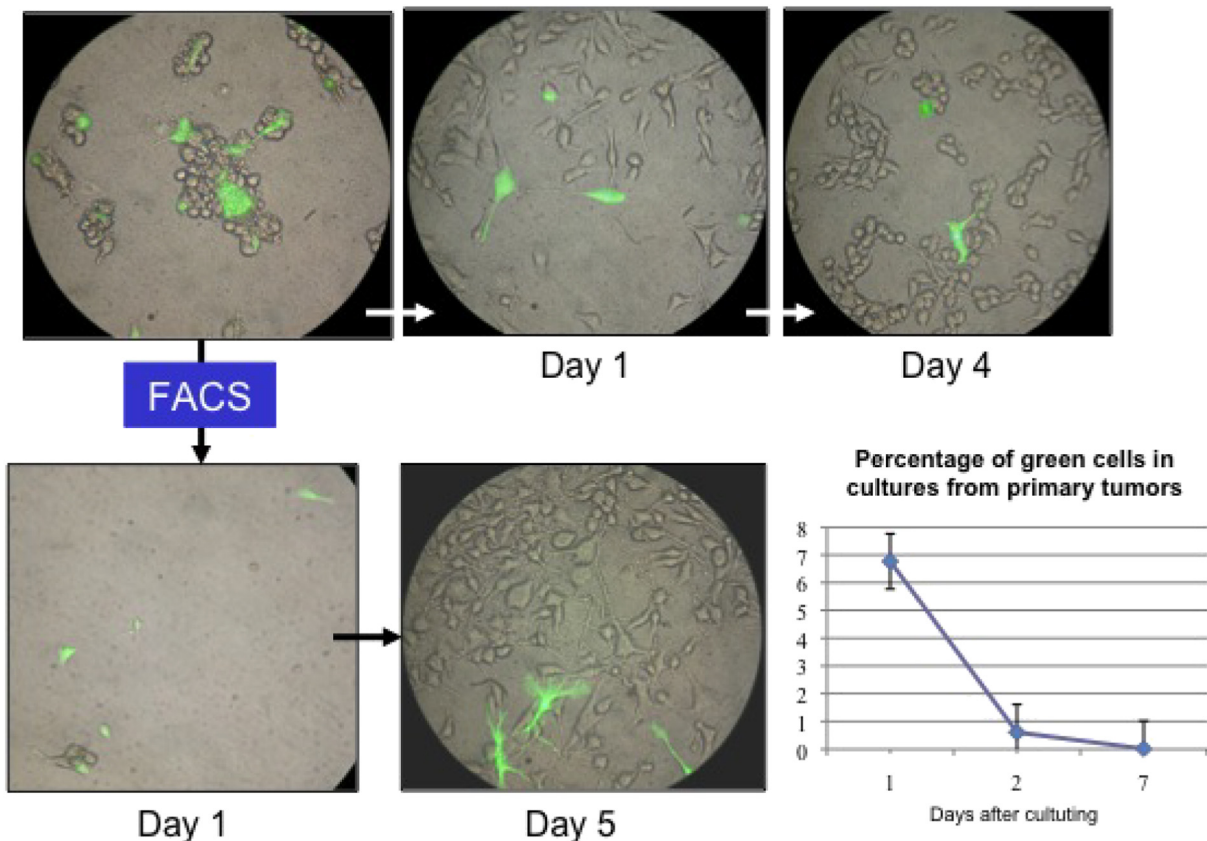 Day 1
Day 4
FACS
Day 1
Day 5
Percentage of green cells in
cultures from primary tumors
8
7
6
5
4
3
2
1
0
1 2 7
Days after cultuting